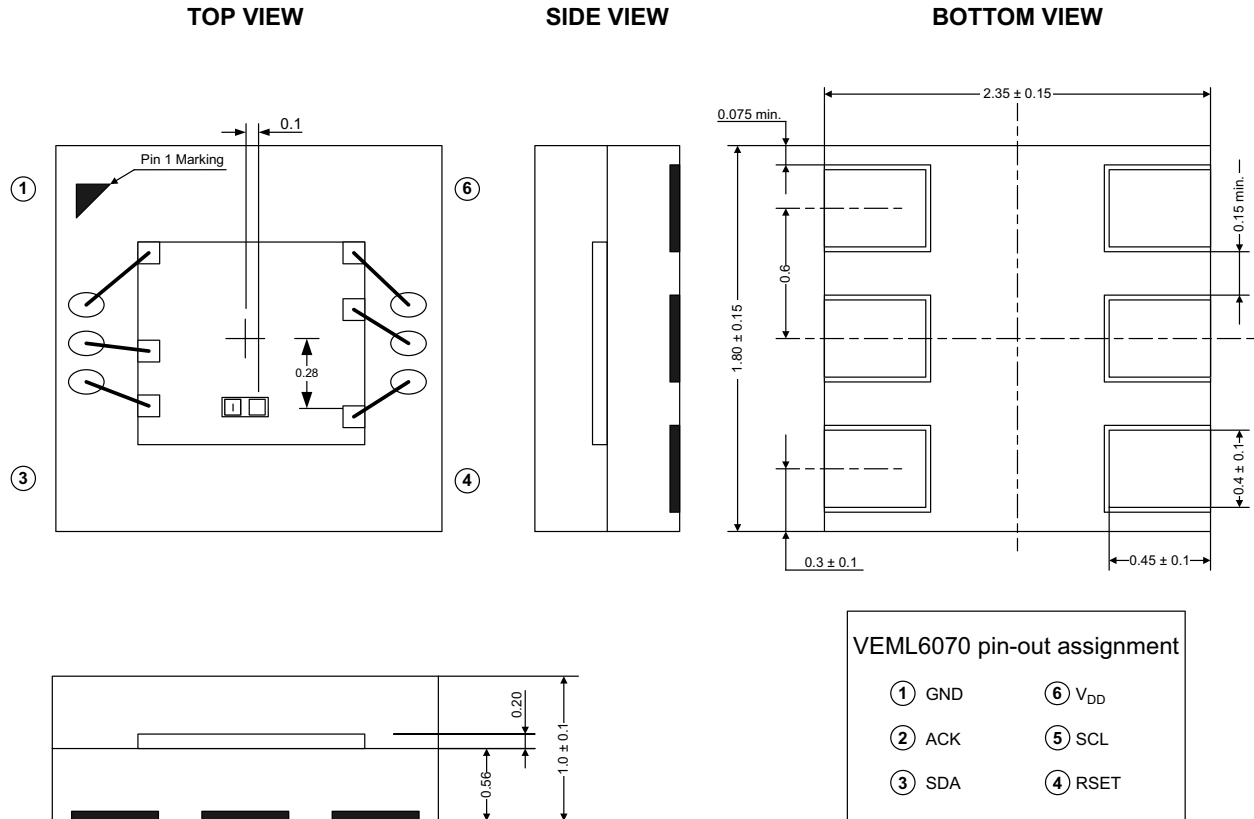 TOP VIEW
SIDE VIEW
BOTTOM VIEW
2.35 ± 0.15
0.075 min.
0.1
Pin 1 Marking
1
6
0.15 min.
0.6
1.80 ± 0.15
0.28
3
4
0.4 ± 0.1
0.3 ± 0.1
0.45 ± 0.1
VEML6070 pin-out assignment
1 GND
6 VDD
2 ACK
5 SCL
3 SDA
4 RSET
0.20
1.0 ± 0.1
0.56